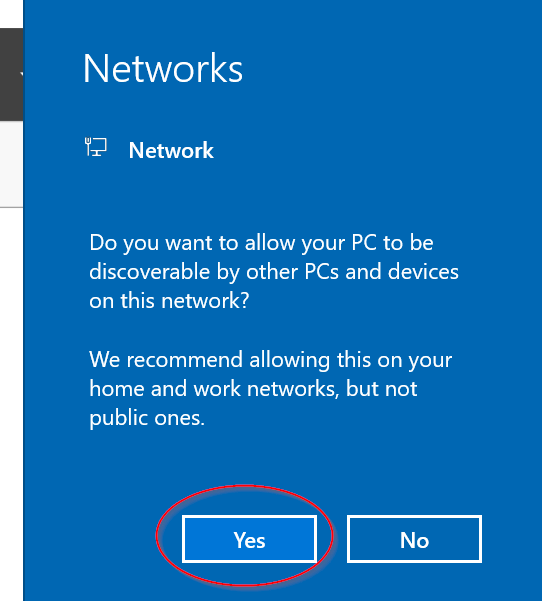 Networks
Network
Do you want to allow your PC to be
discoverable by other PCs and devices
on this network?
We recommend allowing this on your
home and work networks, but not
public ones.
Yes
No